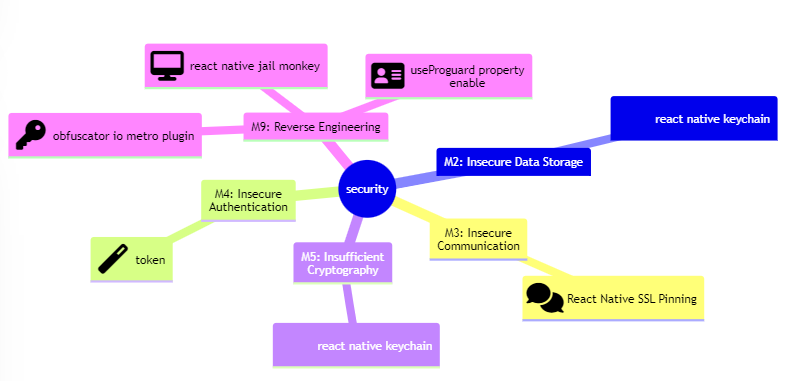 react native jail monkey
useProguard property
enable
obfuscator io metro plugin
M9: Reverse Engineering
react native keychain
M2: Insecure Data Storage
security
M4: Insecure
Authentication
token
M3: Insecure
Communication
React Native SSL Pinning
M5: Insufficient
Cryptography
react native keychain